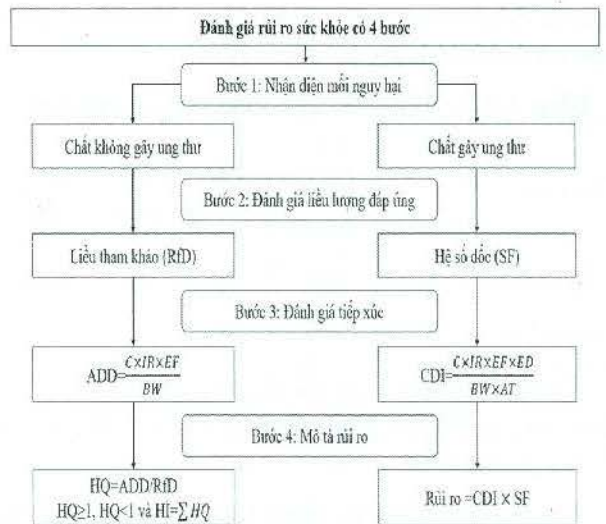 Đánh giá rủi ro sức khỏe có 4 bước
Bước 1: Nhận diện mối nguy hại
Chất không gây ung thư
Chất gây ung thư
Bước 2: Đánh giá liều lượng đáp ứng
Liều tham khảo (RfD)
Hệ số dốc (SF)
Bước 3: Đánh giá tiếp xúc
ADD=\frac{C×IR×EF}{BW}
CDI=\frac{C×IR×EF×ED}{BW×AT}
Bước 4: Mô tả rủi ro
HQ=ADD/RfD
HQ≥1, HQ<1 và HI=∑HQ
Rủi ro =CDI × SF